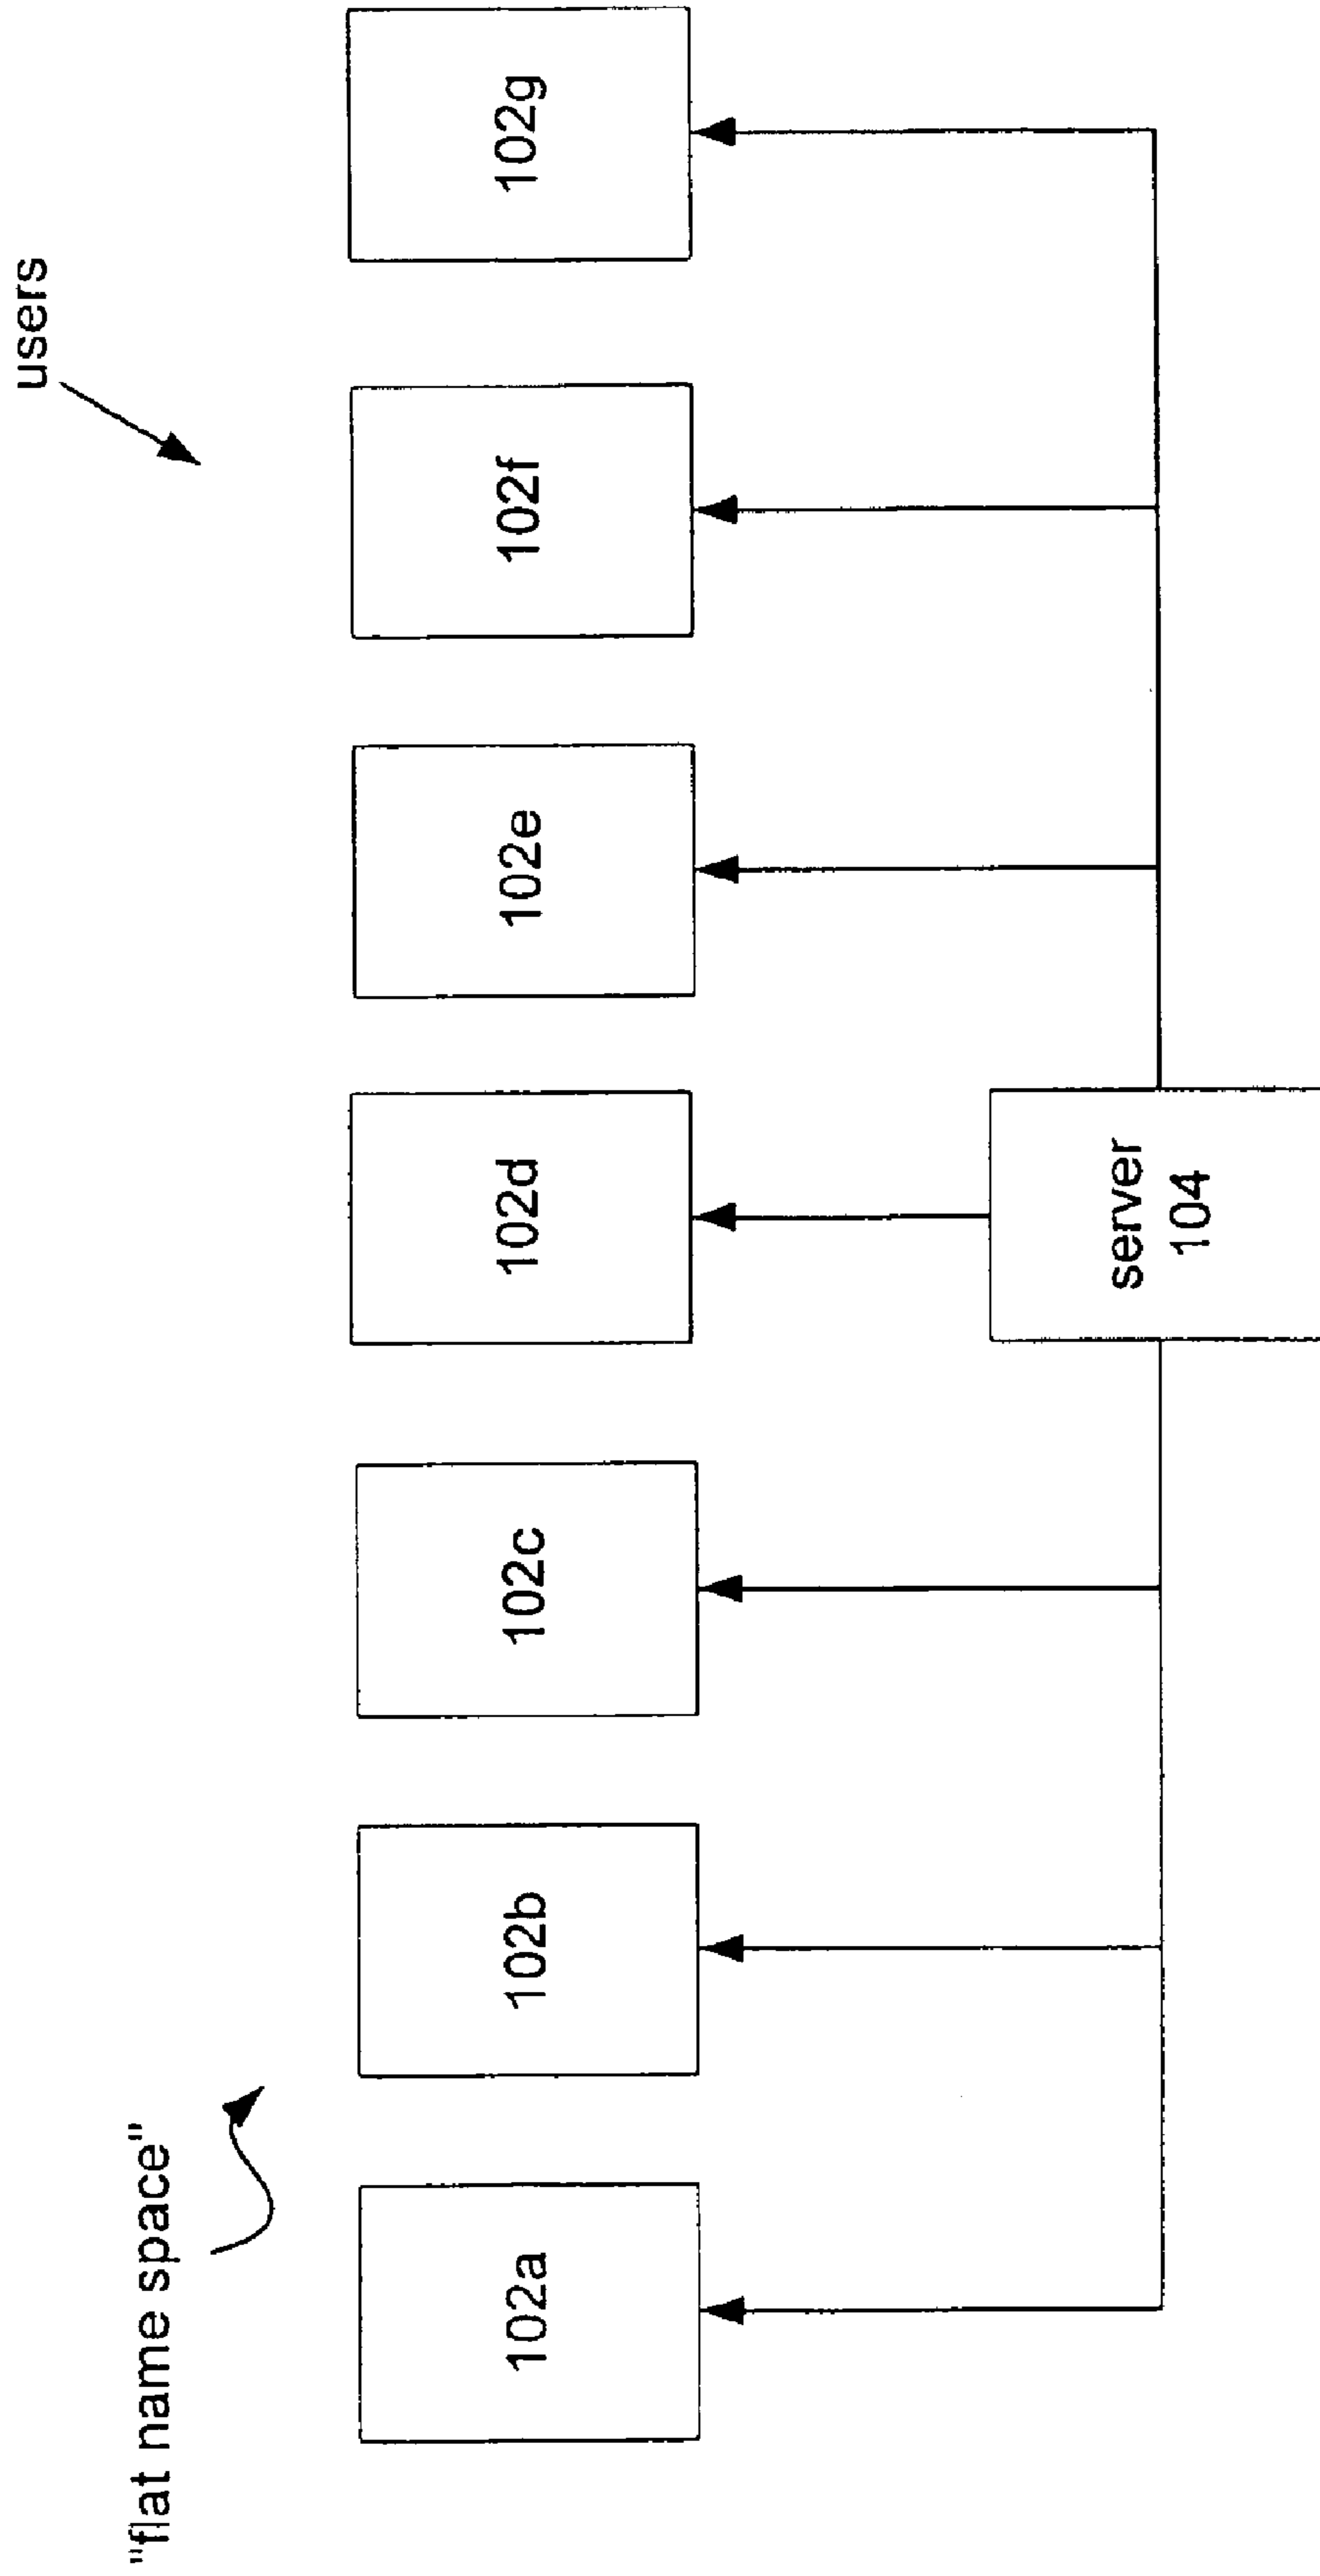 "flat name space"
users
102a
102b
102c
102d
102e
102f
102g
server
104